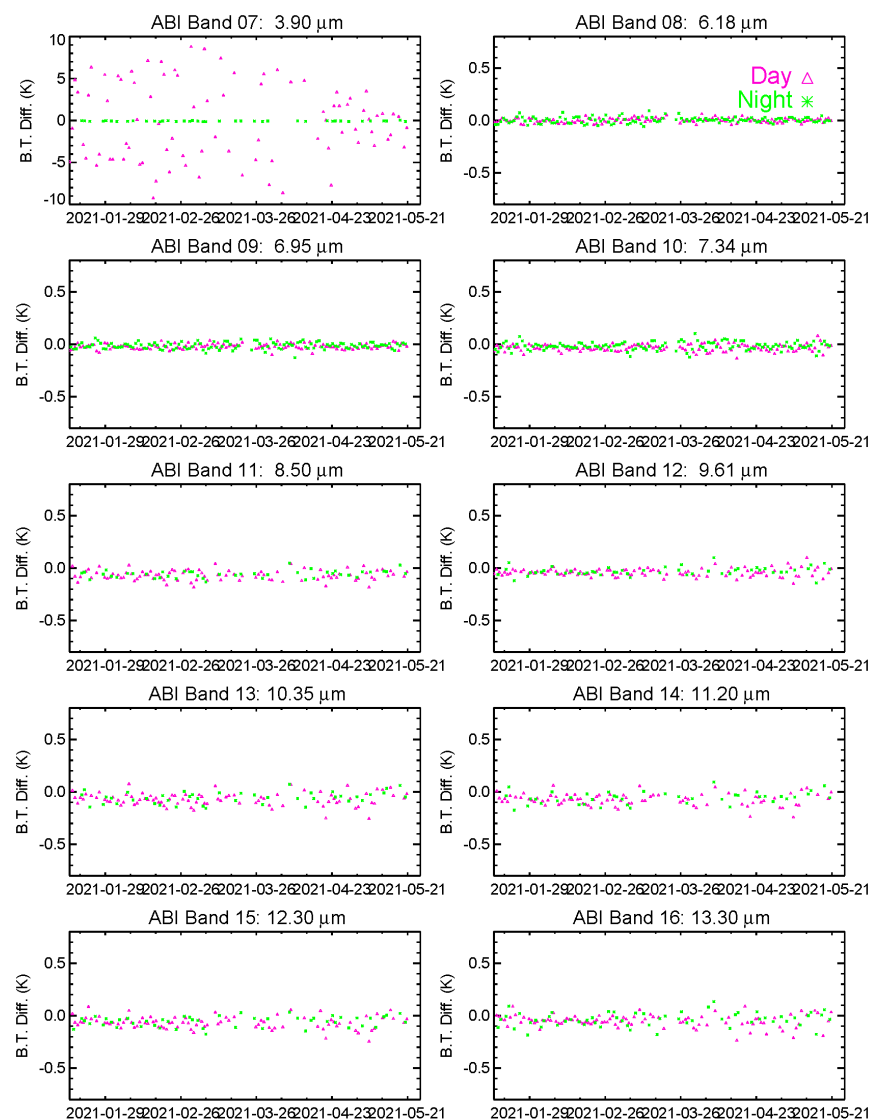 ABI Band 07: 3.90 μm
B.T. Diff. (K)
10
5
0
-5
-10
2021-01-29 2021-02-26 2021-03-26 2021-04-23 2021-05-21
ABI Band 08: 6.18 μm
B.T. Diff. (K)
0.5
0.0
-0.5
Day
Night
2021-01-29 2021-02-26 2021-03-26 2021-04-23 2021-05-21
ABI Band 09: 6.95 μm
B.T. Diff. (K)
0.5
0.0
-0.5
2021-01-29 2021-02-26 2021-03-26 2021-04-23 2021-05-21
ABI Band 10: 7.34 μm
B.T. Diff. (K)
0.5
0.0
-0.5
2021-01-29 2021-02-26 2021-03-26 2021-04-23 2021-05-21
ABI Band 11: 8.50 μm
B.T. Diff. (K)
0.5
0.0
-0.5
2021-01-29 2021-02-26 2021-03-26 2021-04-23 2021-05-21
ABI Band 12: 9.61 μm
B.T. Diff. (K)
0.5
0.0
-0.5
2021-01-29 2021-02-26 2021-03-26 2021-04-23 2021-05-21
ABI Band 13: 10.35 μm
B.T. Diff. (K)
0.5
0.0
-0.5
2021-01-29 2021-02-26 2021-03-26 2021-04-23 2021-05-21
ABI Band 14: 11.20 μm
B.T. Diff. (K)
0.5
0.0
-0.5
2021-01-29 2021-02-26 2021-03-26 2021-04-23 2021-05-21
ABI Band 15: 12.30 μm
B.T. Diff. (K)
0.5
0.0
-0.5
2021-01-29 2021-02-26 2021-03-26 2021-04-23 2021-05-21
ABI Band 16: 13.30 μm
B.T. Diff. (K)
0.5
0.0
-0.5
2021-01-29 2021-02-26 2021-03-26 2021-04-23 2021-05-21